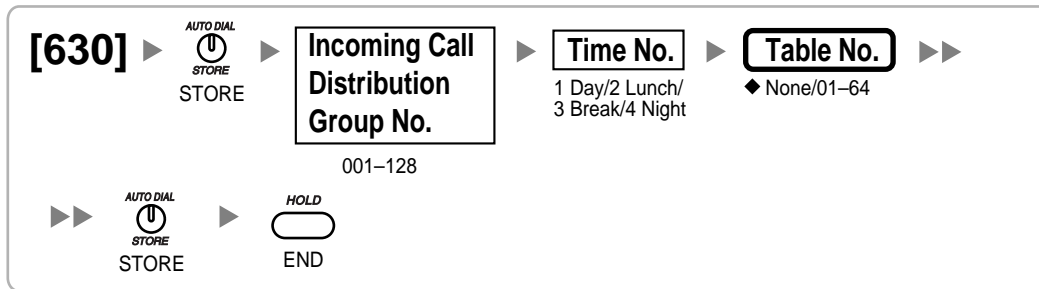 [630]
AUTO DIAL
STORE
STORE
Incoming Call
Distribution
Group No.
001–128
Time No.
1 Day/2 Lunch/
3 Break/4 Night
Table No.
◆ None/01–64
AUTO DIAL
STORE
STORE
HOLD
END